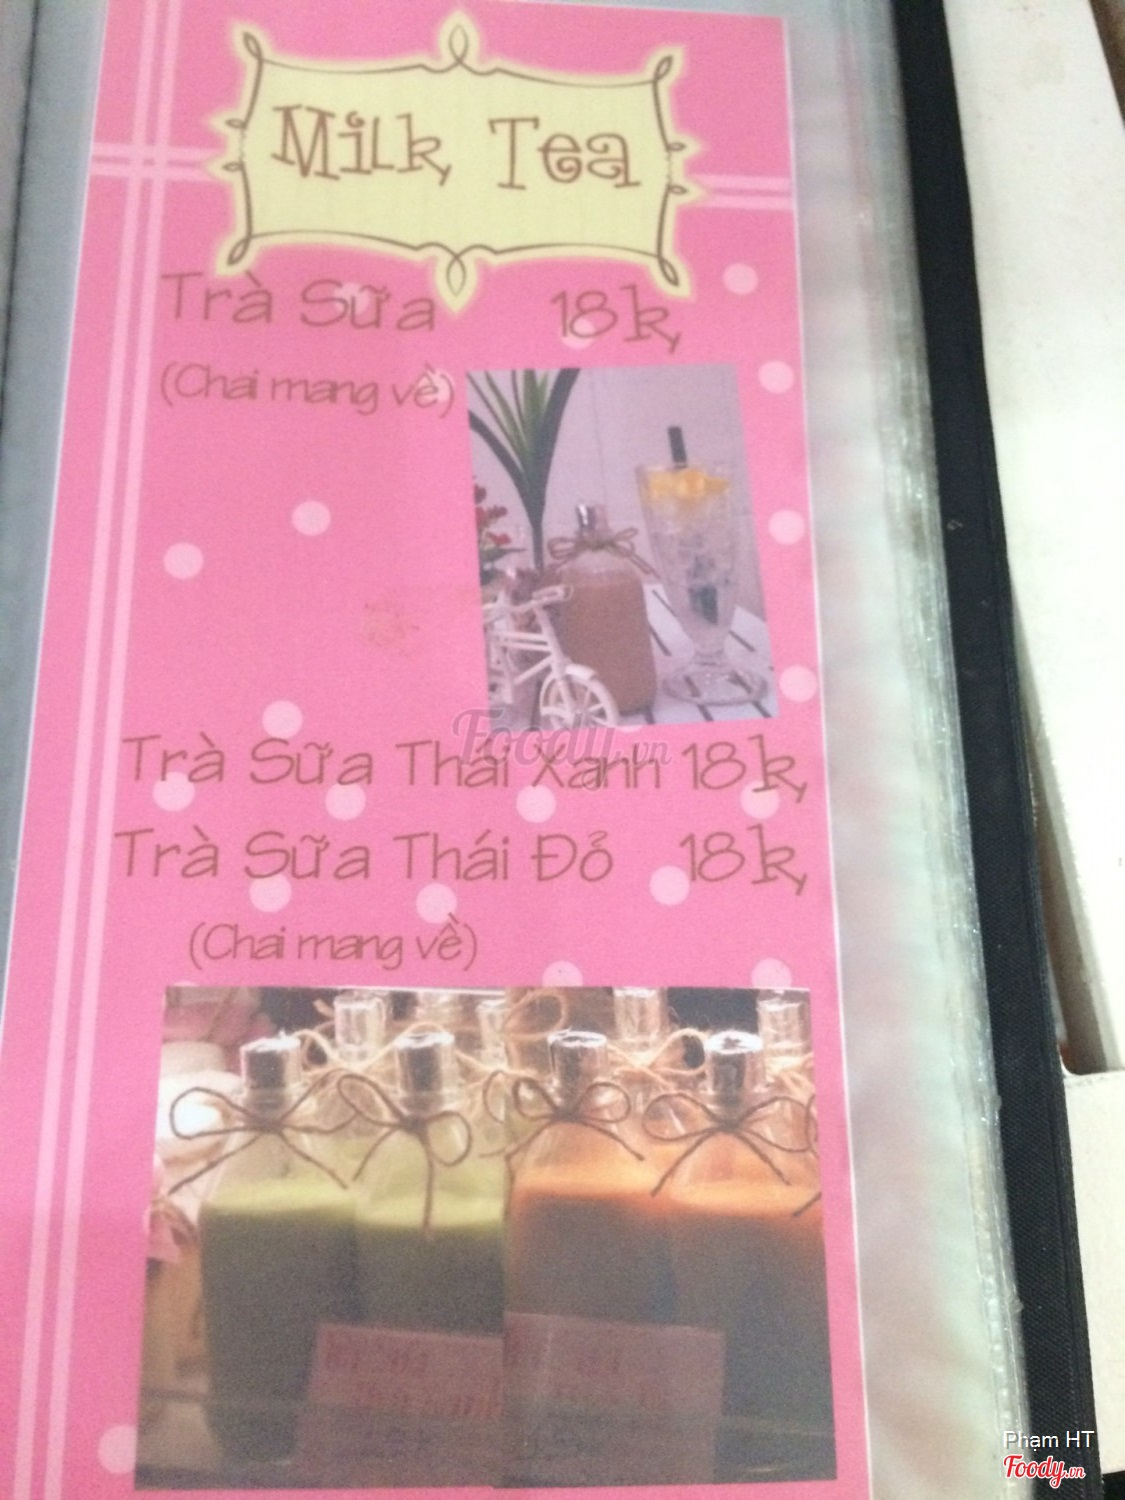 Milk Tea
Trà Sữa 18k
(Chai mang về)
Foody.vn
Trà Sữa Thái Xanh 18k
Trà Sữa Thái Đỏ 18k
(Chai mang về)
Phạm HT
Foody.vn